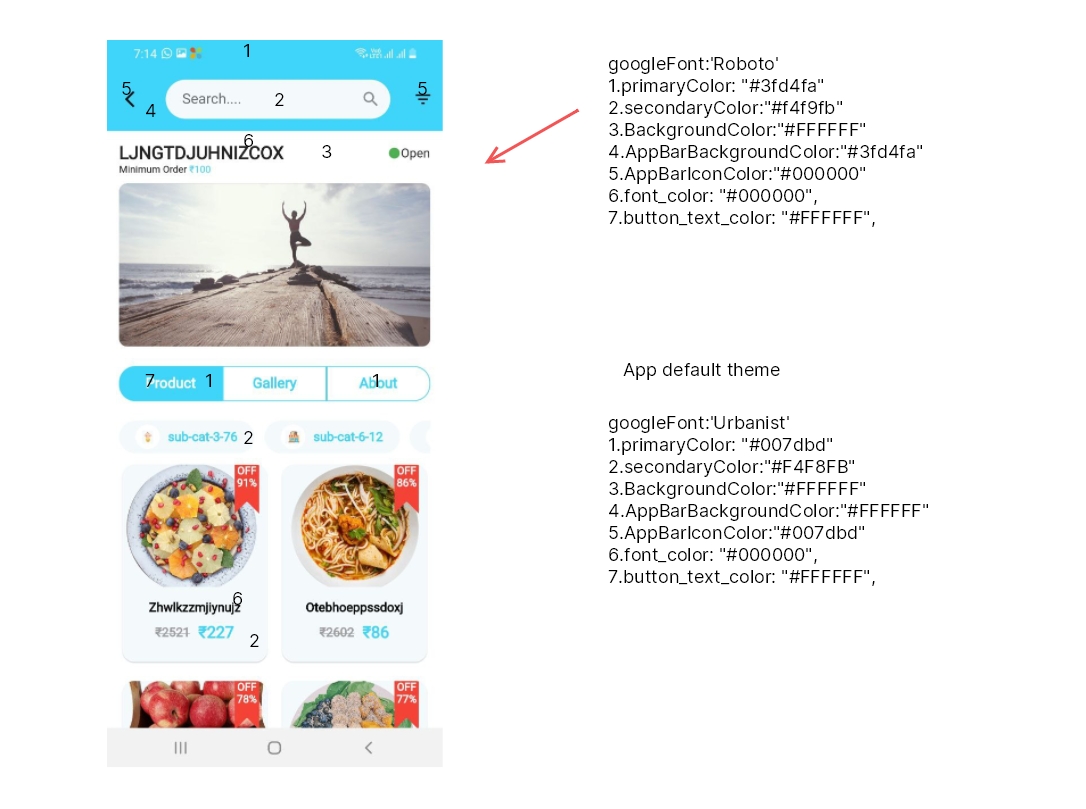 7:14
1
5
4
Search....
2
5
6
LJNGTDJUHNIZCOX
3
Open
Minimum Order ₹100
7
Product
1
Gallery
About
1
sub-cat-3-76
2
sub-cat-6-12
OFF
91%
OFF
86%
6
Zhwlkzzmjiynujz
Otebhoeppssdoxj
₹2521 ₹227
₹2602 ₹86
2
OFF
78%
OFF
77%
googleFont:'Roboto'
1.primaryColor: "#3fd4fa"
2.secondaryColor:"#f4f9fb"
3.BackgroundColor:"#FFFFFF"
4.AppBarBackgroundColor:"#3fd4fa"
5.AppBarIconColor:"#000000"
6.font_color: "#000000",
7.button_text_color: "#FFFFFF",
App default theme
googleFont:'Urbanist'
1.primaryColor: "#007dbd"
2.secondaryColor:"#F4F8FB"
3.BackgroundColor:"#FFFFFF"
4.AppBarBackgroundColor:"#FFFFFF"
5.AppBarIconColor:"#007dbd"
6.font_color: "#000000",
7.button_text_color: "#FFFFFF",